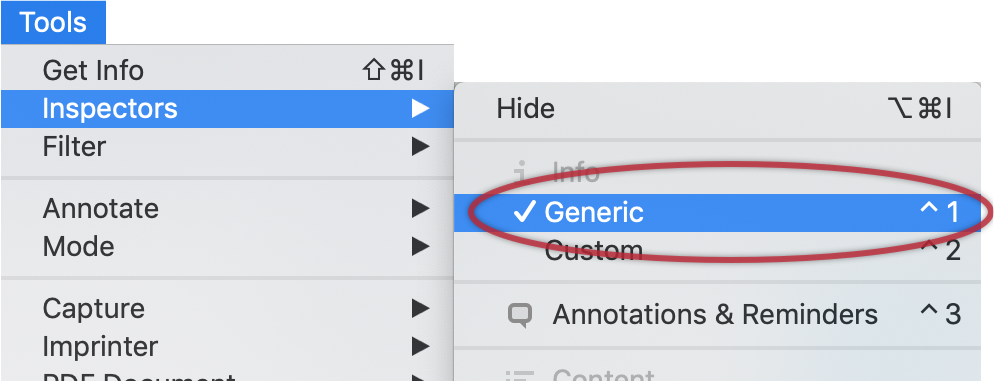 Tools
Get Info ⇧⌘I
Inspectors ▶
Filter ▶
Annotate ▶
Mode ▶
Capture ▶
Imprinter ▶
PDF Document ▶
Hide ⌥⌘I
Info
✓ Generic ^ 1
Custom ^ 2
Annotations & Reminders ^ 3
Content